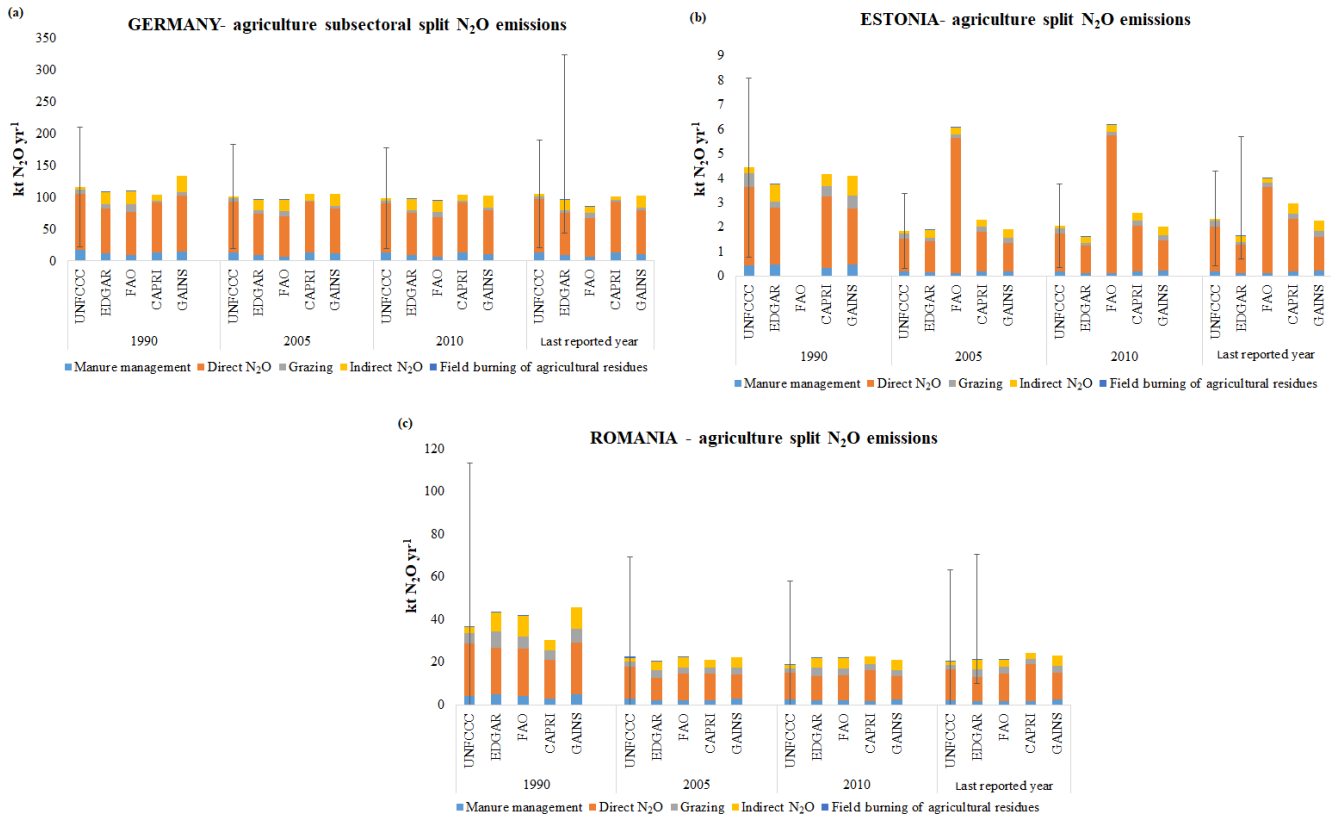 (a)
GERMANY- agriculture subsectoral split N₂O emissions
kt N₂O yr⁻¹
350
300
250
200
150
100
50
0
UNFCCC EDGAR FAO CAPRI GAINS UNFCCC EDGAR FAO CAPRI GAINS UNFCCC EDGAR FAO CAPRI GAINS UNFCCC EDGAR FAO CAPRI GAINS
1990 2005 2010 Last reported year
Manure management Direct N₂O Grazing Indirect N₂O Field burning of agricultural residues
(b)
ESTONIA- agriculture split N₂O emissions
kt N₂O yr⁻¹
9
8
7
6
5
4
3
2
1
0
UNFCCC EDGAR FAO CAPRI GAINS UNFCCC EDGAR FAO CAPRI GAINS UNFCCC EDGAR FAO CAPRI GAINS UNFCCC EDGAR FAO CAPRI GAINS
1990 2005 2010 Last reported year
Manure management Direct N₂O Grazing Indirect N₂O Field burning of agricultural residues
(c)
ROMANIA - agriculture split N₂O emissions
kt N₂O yr⁻¹
120
100
80
60
40
20
0
UNFCCC EDGAR FAO CAPRI GAINS UNFCCC EDGAR FAO CAPRI GAINS UNFCCC EDGAR FAO CAPRI GAINS UNFCCC EDGAR FAO CAPRI GAINS
1990 2005 2010 Last reported year
Manure management Direct N₂O Grazing Indirect N₂O Field burning of agricultural residues